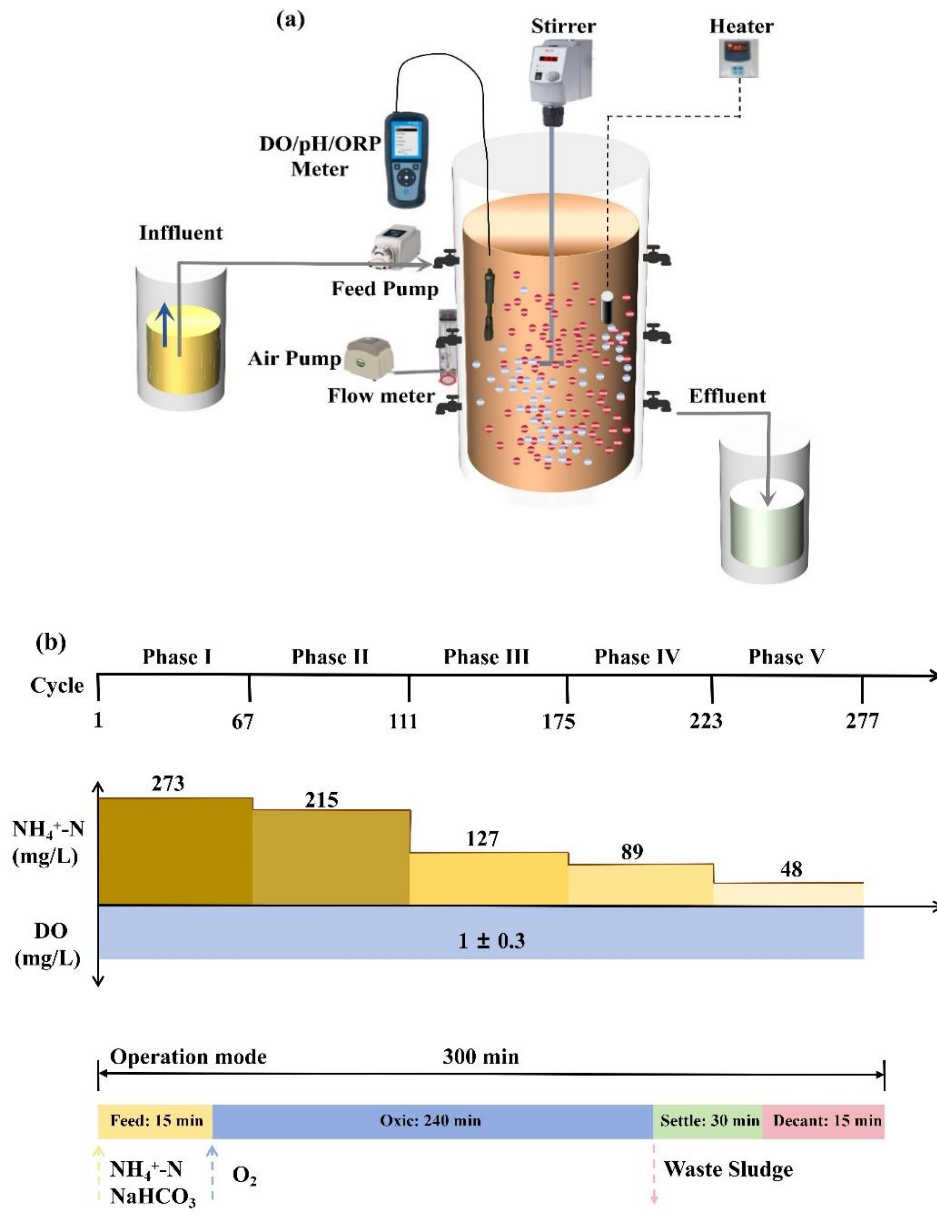 (a)
Stirrer
Heater
DO/pH/ORP
Meter
Inffluent
Feed Pump
Air Pump
Flow meter
Effluent
(b)
Phase I Phase II Phase III Phase IV Phase V
Cycle
1 67 111 175 223 277
273
215
127
89
48
NH₄⁺-N
(mg/L)
DO
(mg/L)
1 ± 0.3
Operation mode 300 min
Feed: 15 min Oxic: 240 min Settle: 30 min Decant: 15 min
NH₄⁺-N
NaHCO₃
O₂
Waste Sludge